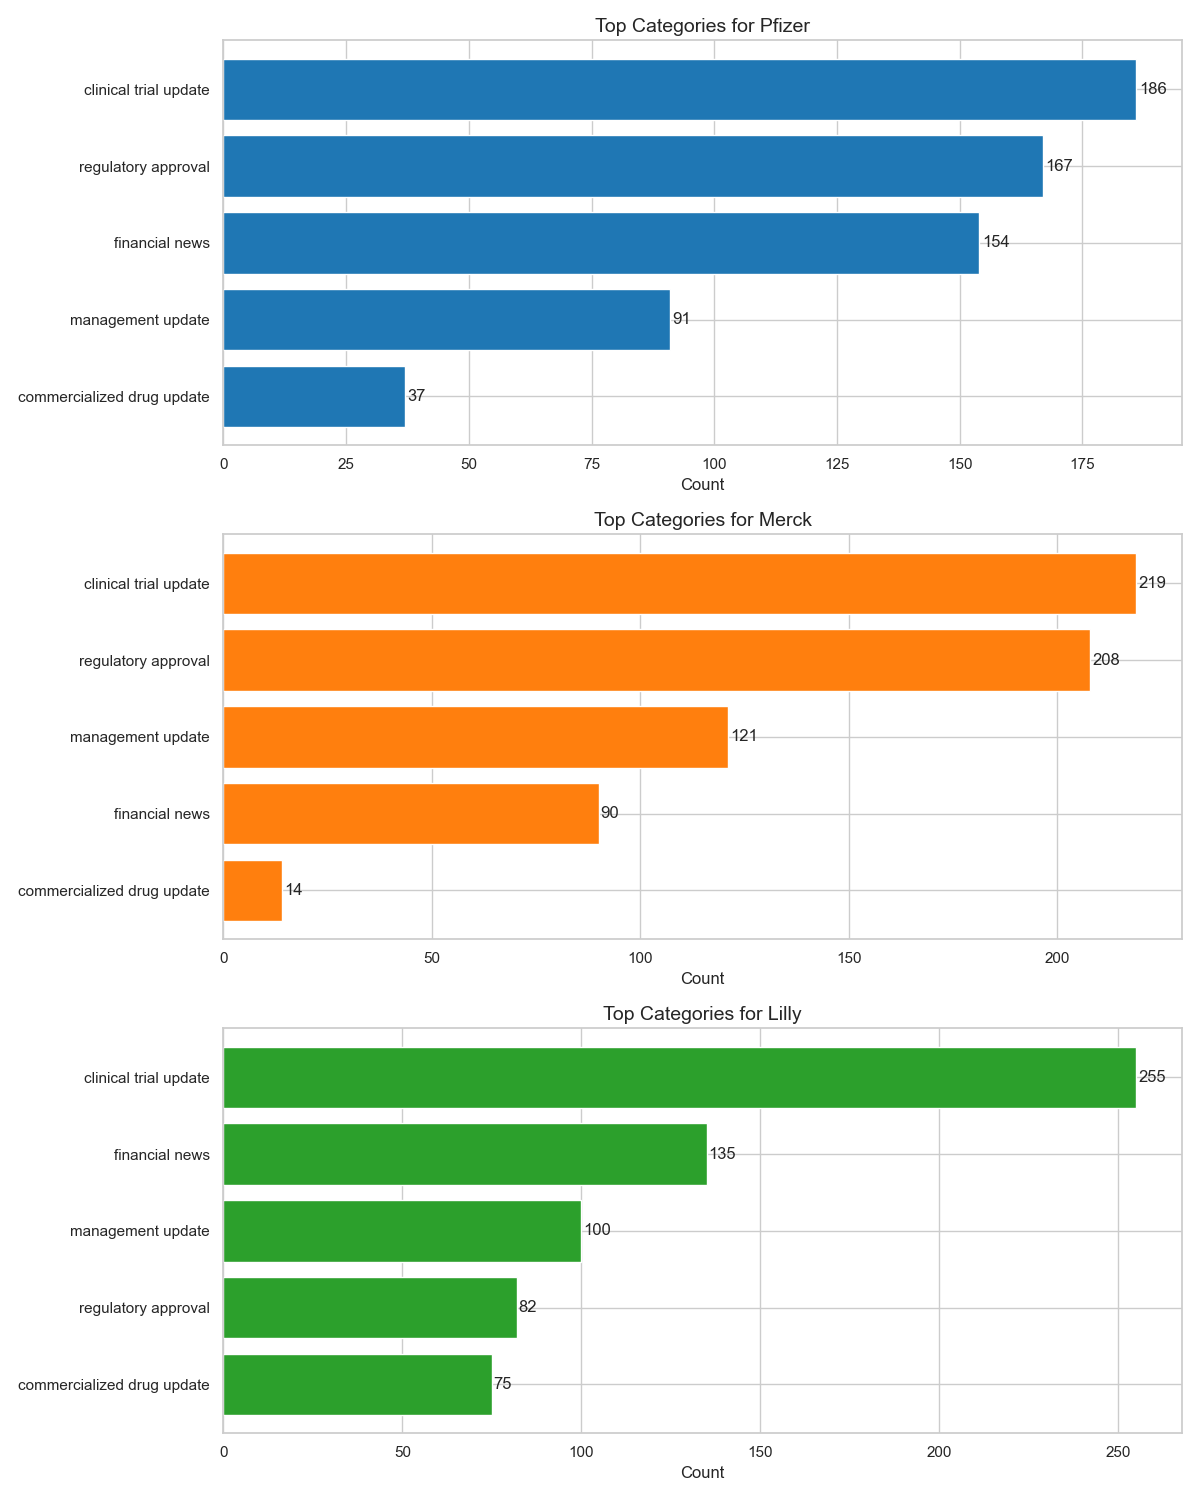 Top Categories for Pfizer
clinical trial update 186
regulatory approval 167
financial news 154
management update 91
commercialized drug update 37
0 25 50 75 100 125 150 175
Count
Top Categories for Merck
clinical trial update 219
regulatory approval 208
management update 121
financial news 90
commercialized drug update 14
0 50 100 150 200
Count
Top Categories for Lilly
clinical trial update 255
financial news 135
management update 100
regulatory approval 82
commercialized drug update 75
0 50 100 150 200 250
Count